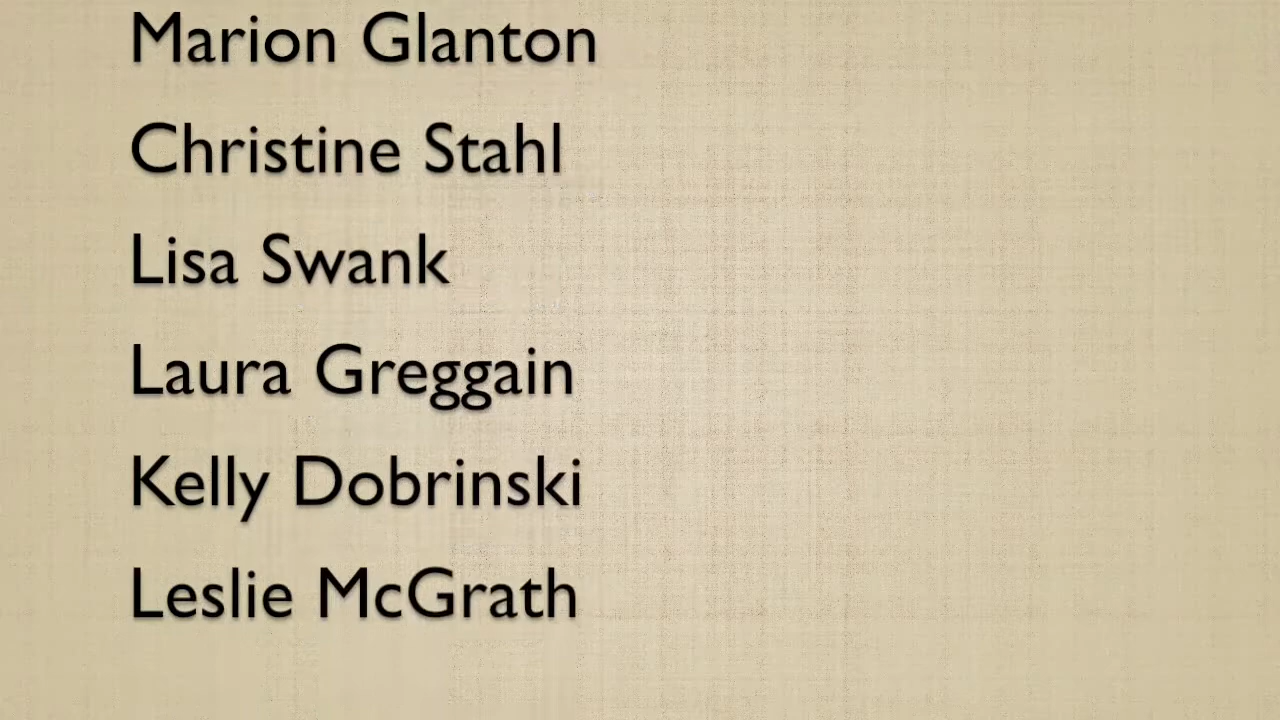 Marion Glanton
Christine Stahl
Lisa Swank
Laura Greggain
Kelly Dobrinski
Leslie McGrath